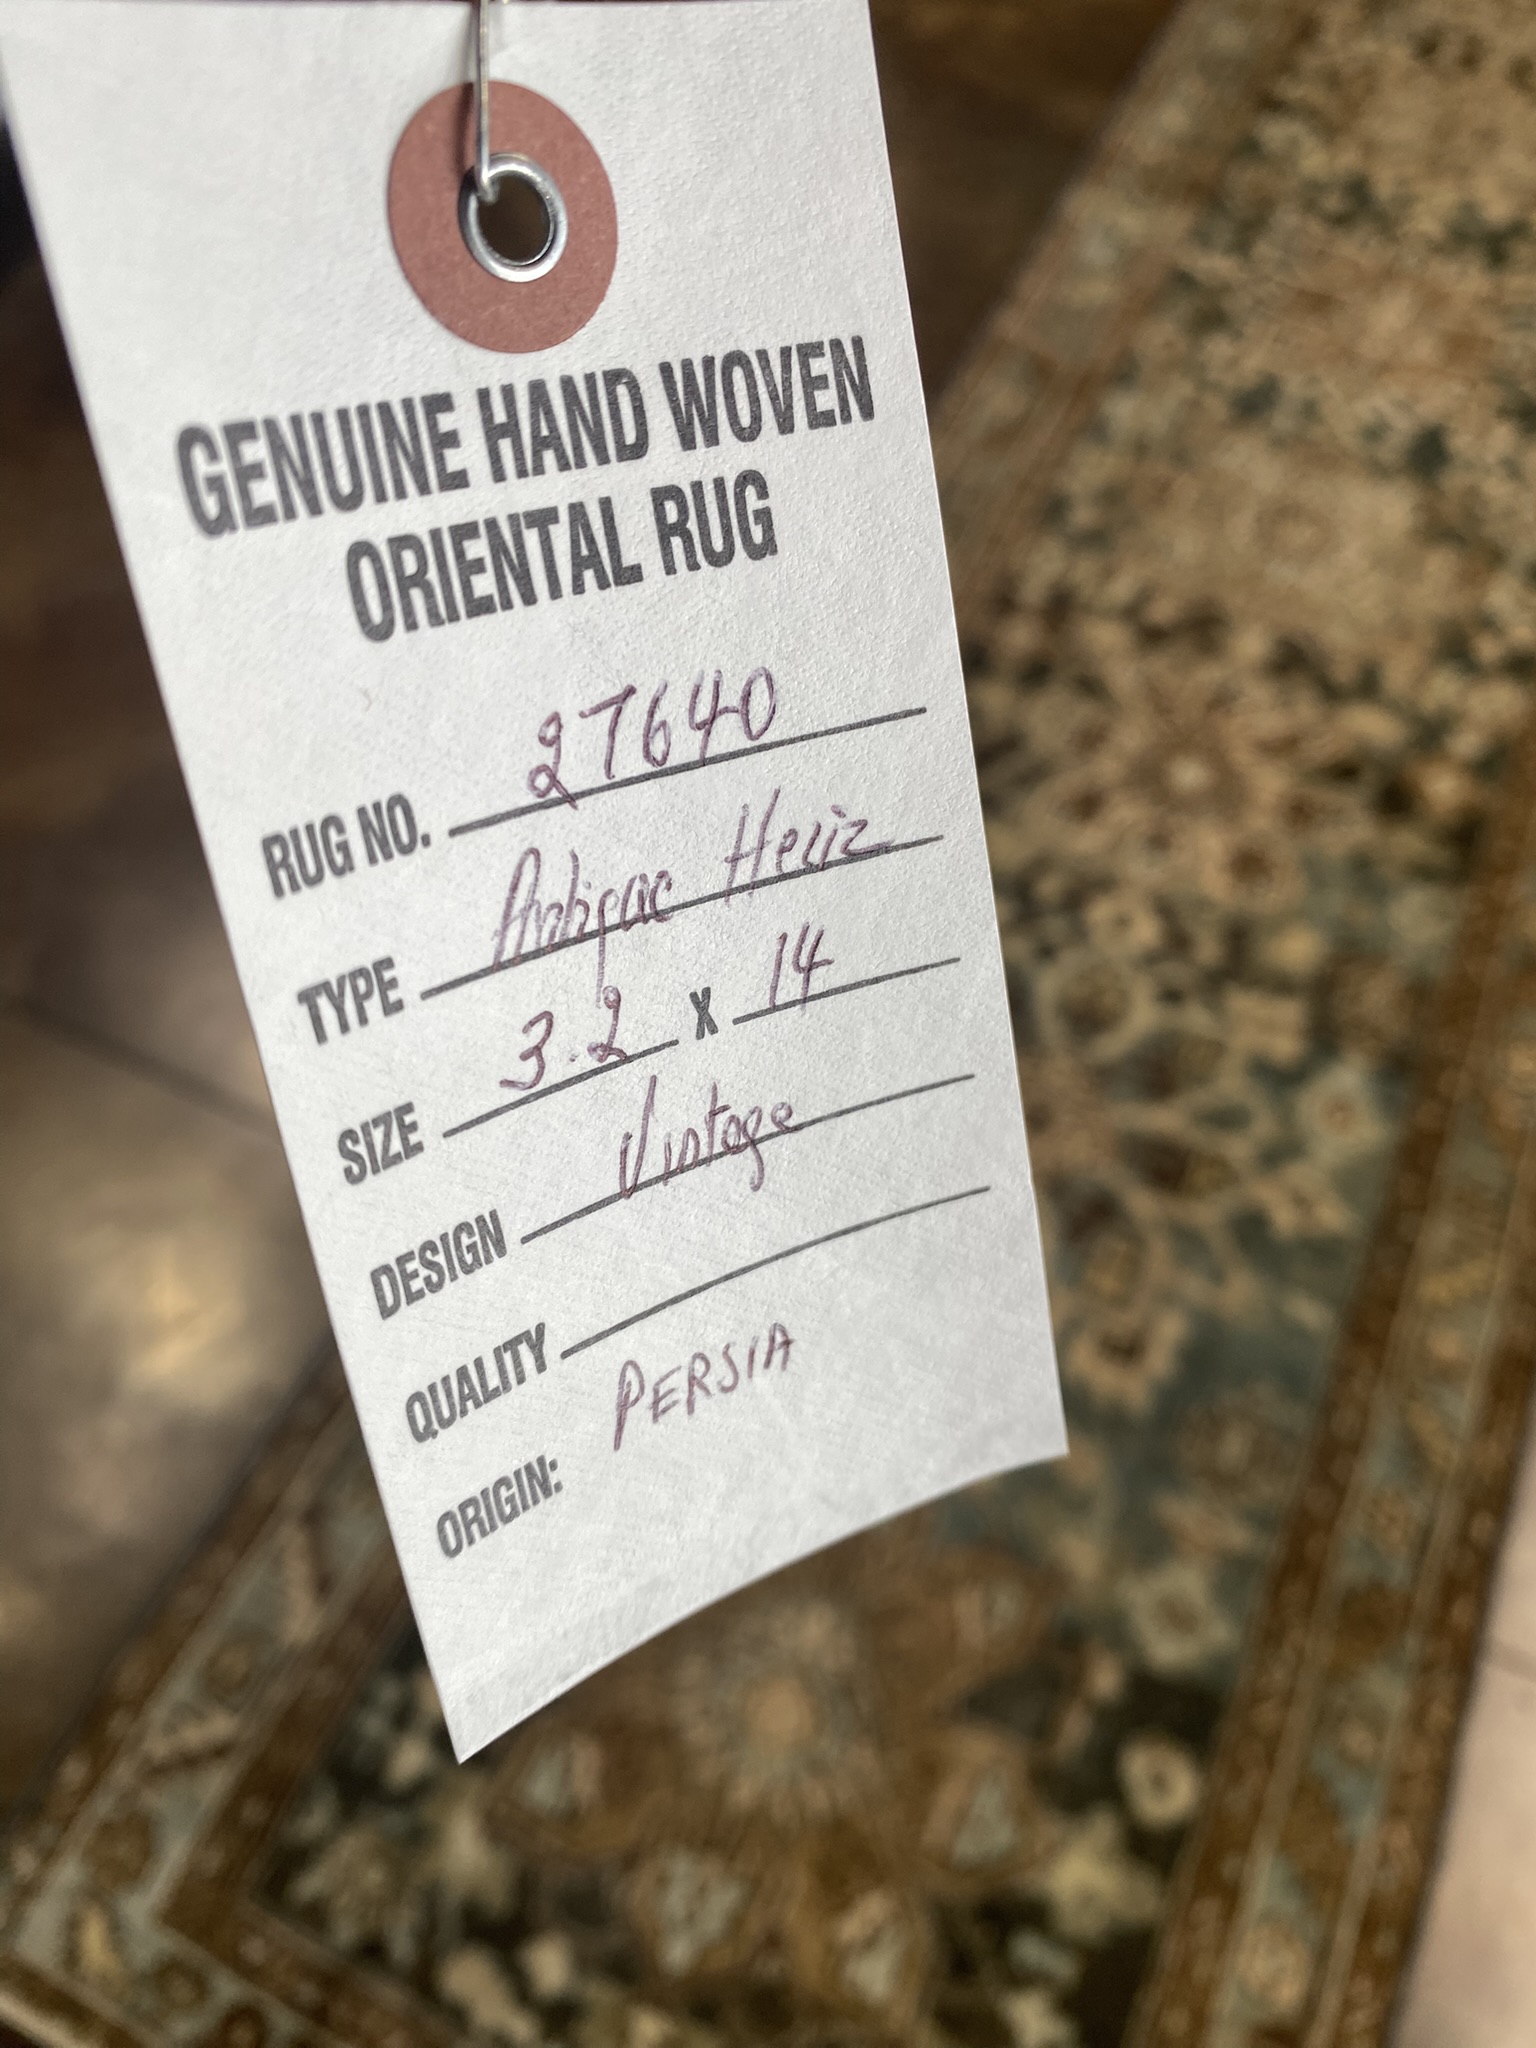 GENUINE HAND WOVEN
ORIENTAL RUG
RUG NO. 27640
TYPE Antique Heriz
SIZE 3.2 X 14
DESIGN Vintage
QUALITY
ORIGIN: PERSIA